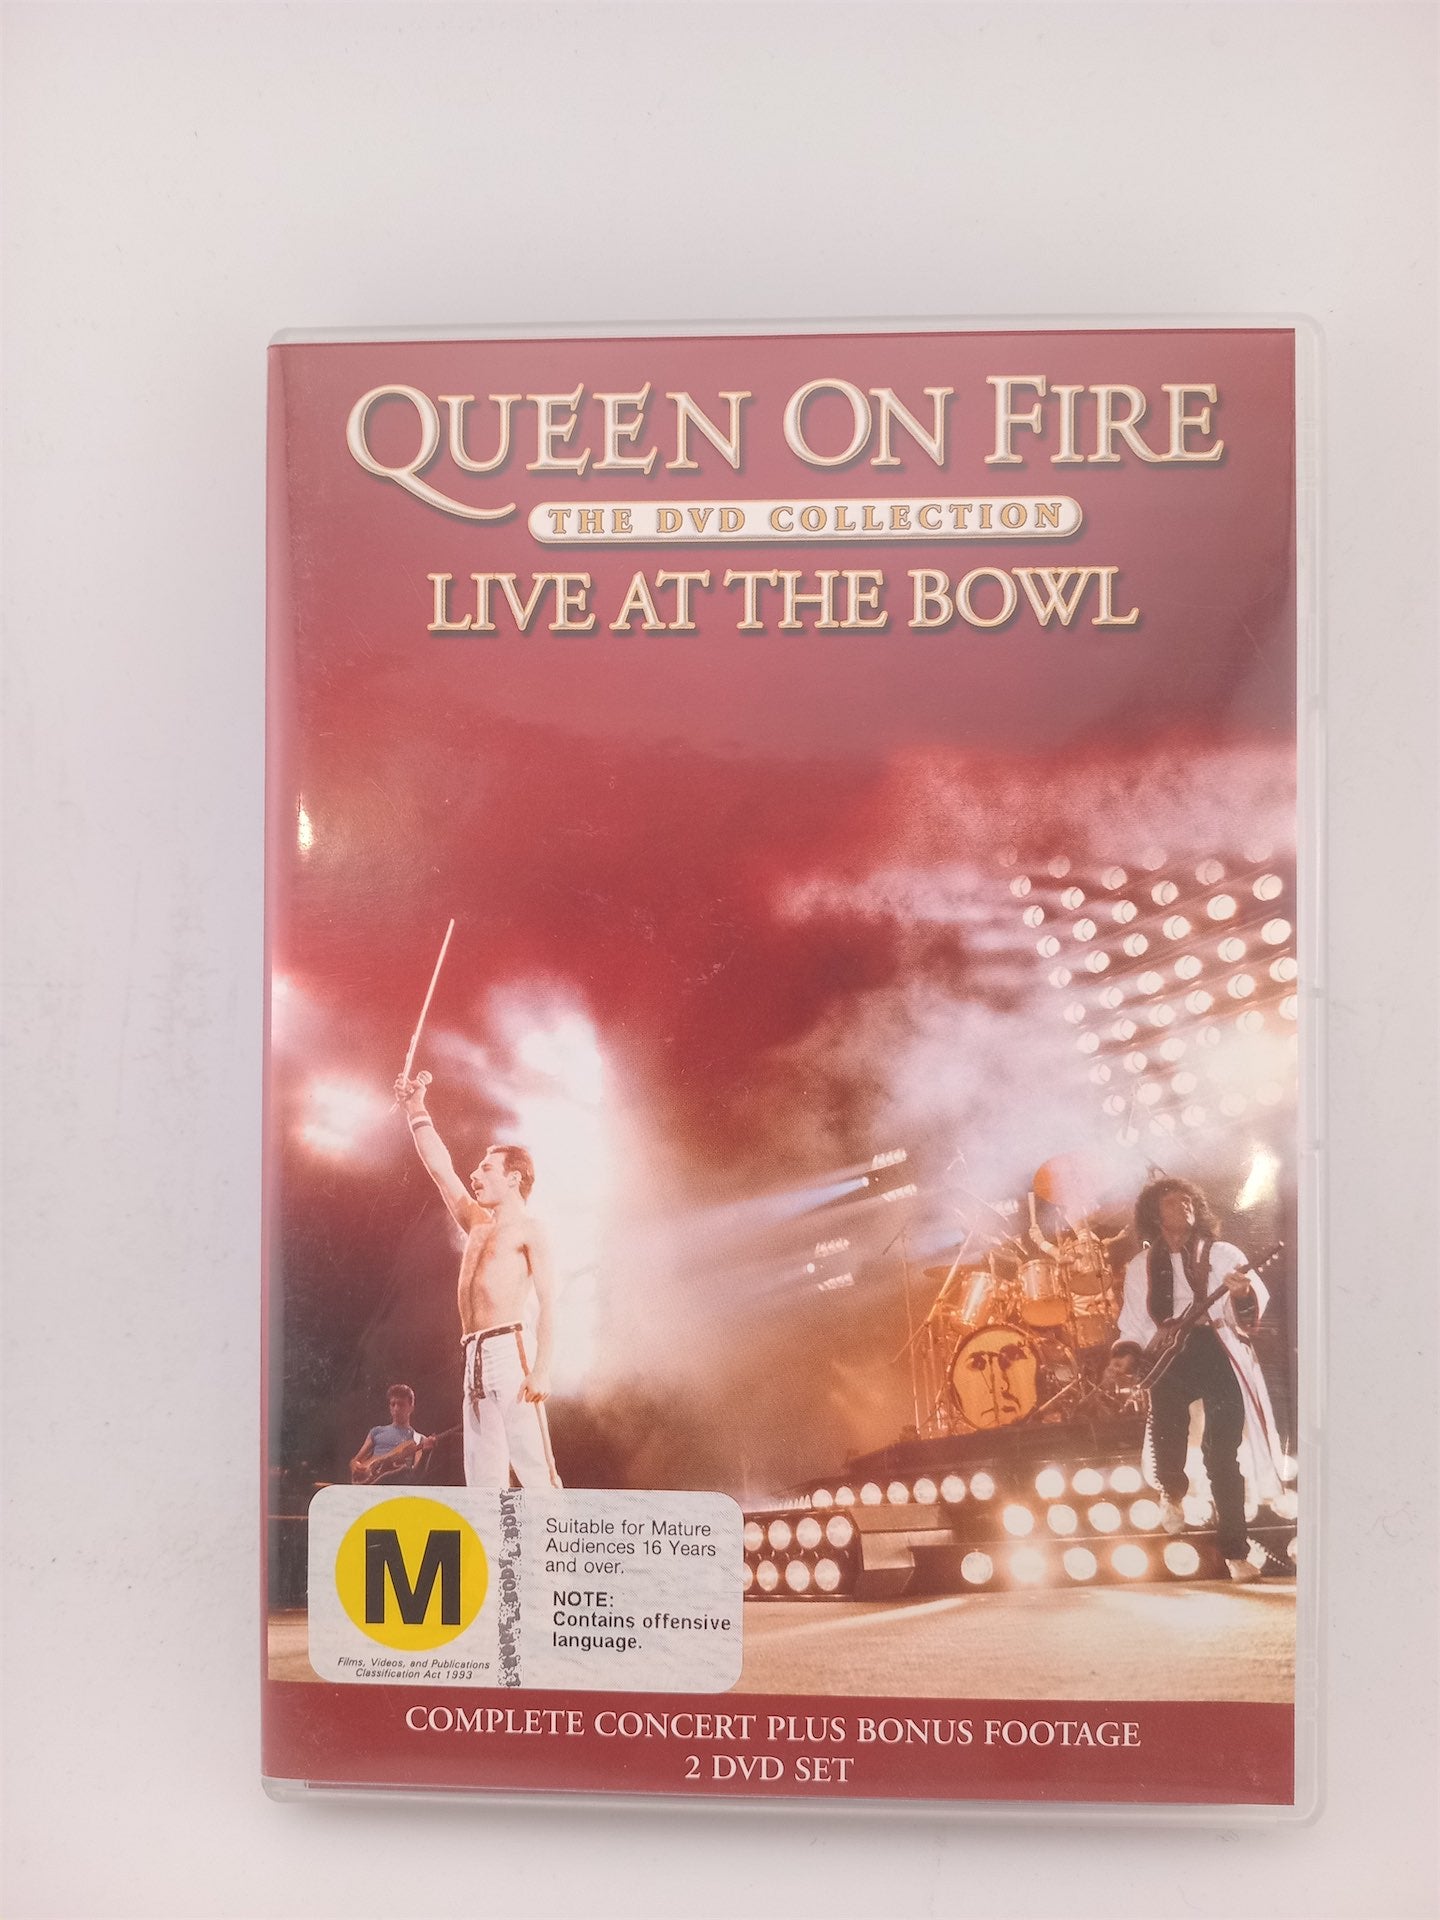 QUEEN ON FIRE
THE DVD COLLECTION
LIVE AT THE BOWL
M
Films, Videos, and Publications
Classification Act 1993
Suitable for Mature
Audiences 16 Years
and over.
NOTE:
Contains offensive
language.
COMPLETE CONCERT PLUS BONUS FOOTAGE
2 DVD SET